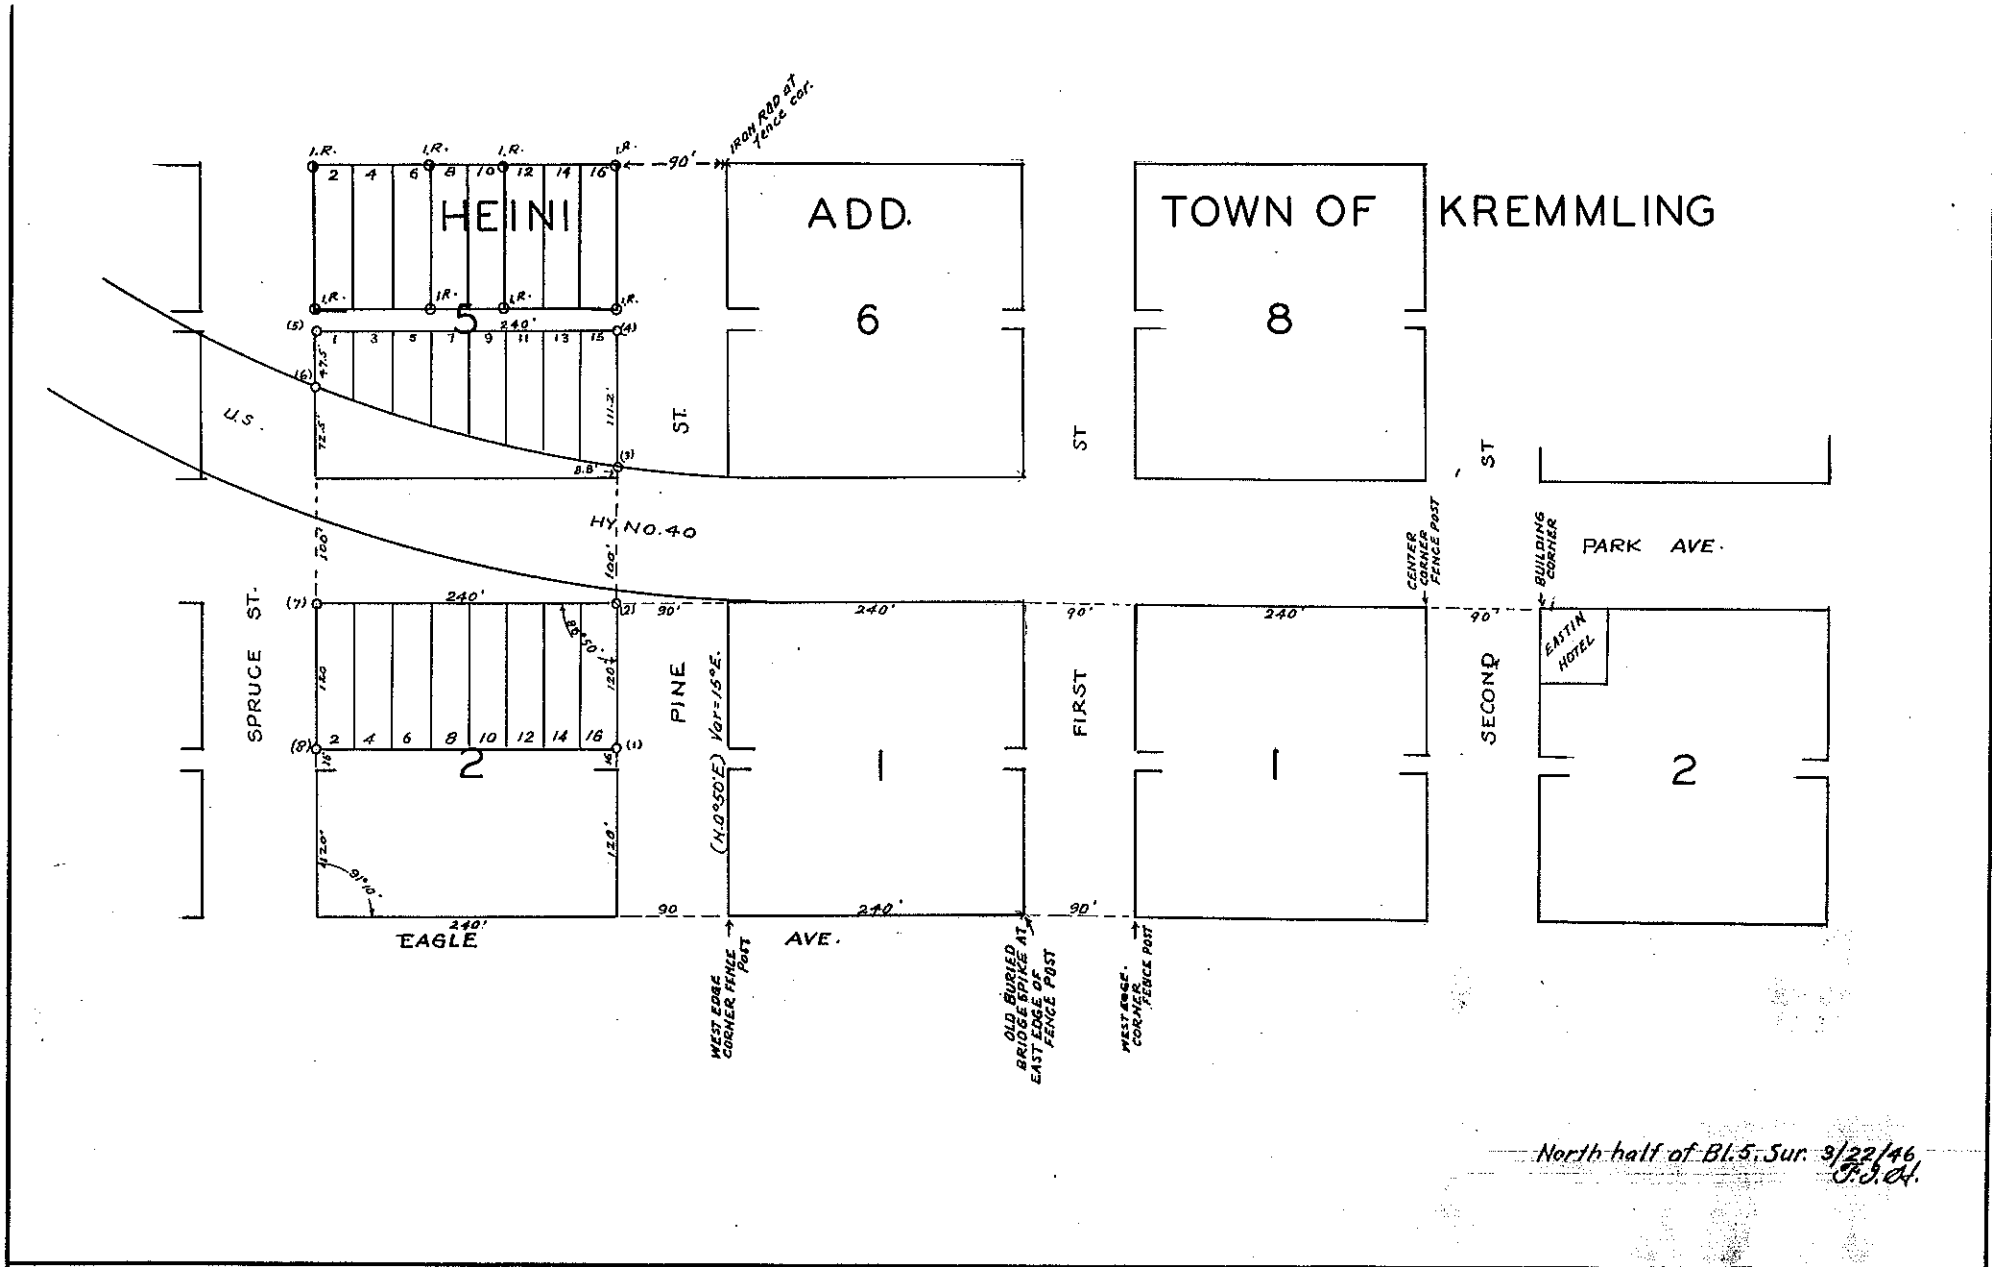 IRON ROD at
fence cor.
I.R. I.R. I.R. I.R. 90'
2 4 6 8 10 12 14 16
HEINI ADD. TOWN OF KREMMLING
I.R. I.R. I.R. I.R.
5 6 8
(5) 240' (4)
1 3 5 7 9 11 13 15
47.5'
(6)
111.2'
U.S.
72.5'
ST.
ST
ST
8.8' (3)
HY. NO. 40
100'
100'
CENTER
CORNER
FENCE POST
BUILDING
CORNER
PARK AVE.
(7) 240' (2) 90' 240' 90' 240' 90'
89°50'
EASTIN
HOTEL
SPRUCE ST.
120
120'
PINE
(N.0°50'E) Var=15°E.
FIRST
SECOND
(8) 2 4 6 8 10 12 14 16 (1)
16' 16'
2 1 1 2
120'
120'
91°10'
240' 90 240' 90'
EAGLE AVE.
WEST EDGE
CORNER FENCE
POST
OLD BURIED
BRIDGE SPIKE AT
EAST EDGE OF
FENCE POST
WEST EDGE
CORNER
FENCE POST
North half of Bl.5. Sur. 3/22/46